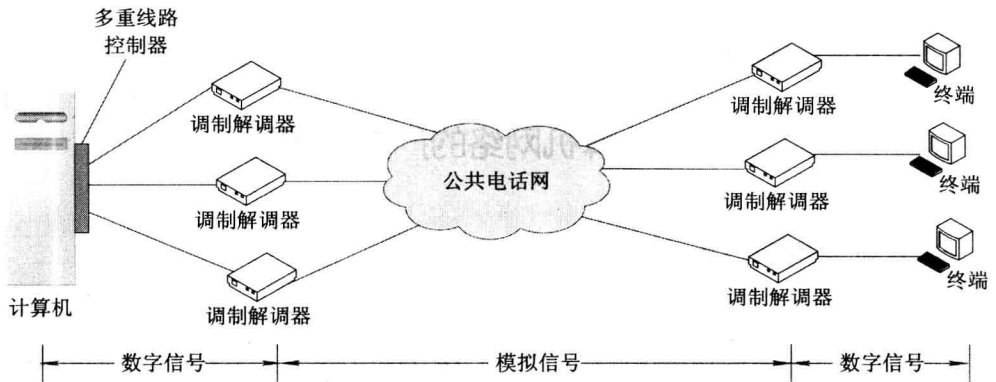 多重线路
控制器
调制解调器
调制解调器
终端
公共电话网
调制解调器
调制解调器
终端
调制解调器
调制解调器
终端
计算机
数字信号
模拟信号
数字信号